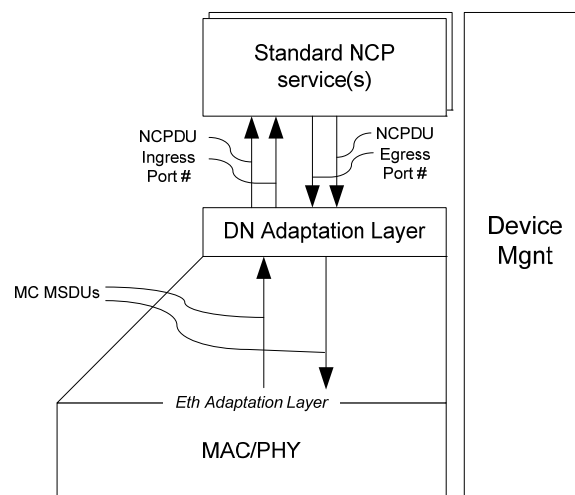 Standard NCP
service(s)
NCPDU
Ingress
Port #
NCPDU
Egress
Port #
DN Adaptation Layer
Device
Mgnt
MC MSDUs
Eth Adaptation Layer
MAC/PHY